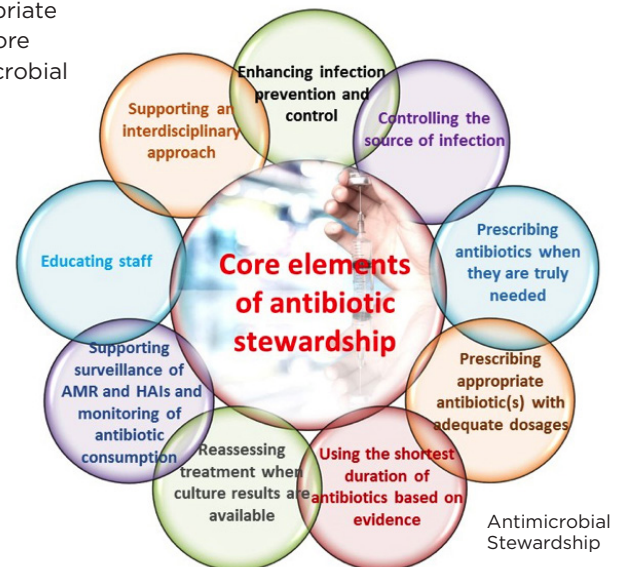 priate
ore
crobial
Enhancing infection
prevention and
control
Controlling the
source of infection
Prescribing
antibiotics when
they are truly
needed
Prescribing
appropriate
antibiotic(s) with
adequate dosages
Using the shortest
duration of
antibiotics based on
evidence
Reassessing
treatment when
culture results are
available
Supporting
surveillance of
AMR and HAIs and
monitoring of
antibiotic
consumption
Educating staff
Supporting an
interdisciplinary
approach
Core elements
of antibiotic
stewardship
Antimicrobial
Stewardship